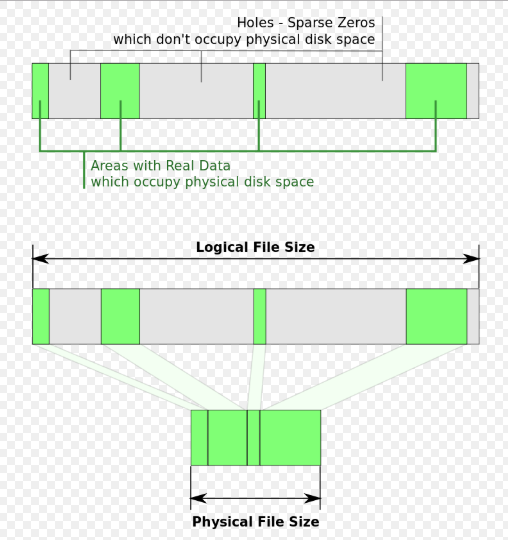 Holes - Sparse Zeros
which don't occupy physical disk space
Areas with Real Data
which occupy physical disk space
Logical File Size
Physical File Size